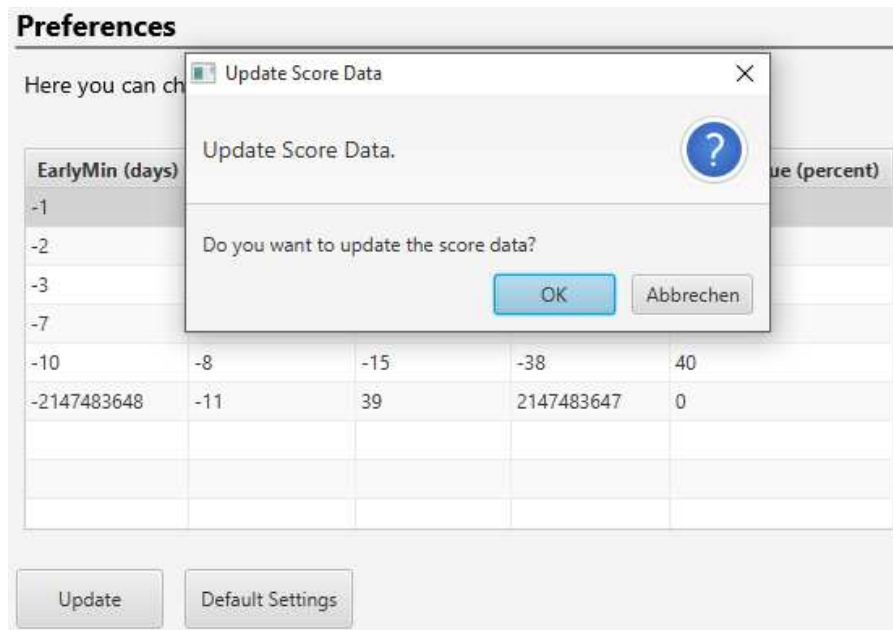 Preferences
Here you can ch
Update Score Data
Update Score Data.
?
Do you want to update the score data?
OK Abbrechen
EarlyMin (days) ue (percent)
-1
-2
-3
-7
-10 -8 -15 -38 40
-2147483648 -11 39 2147483647 0
Update Default Settings